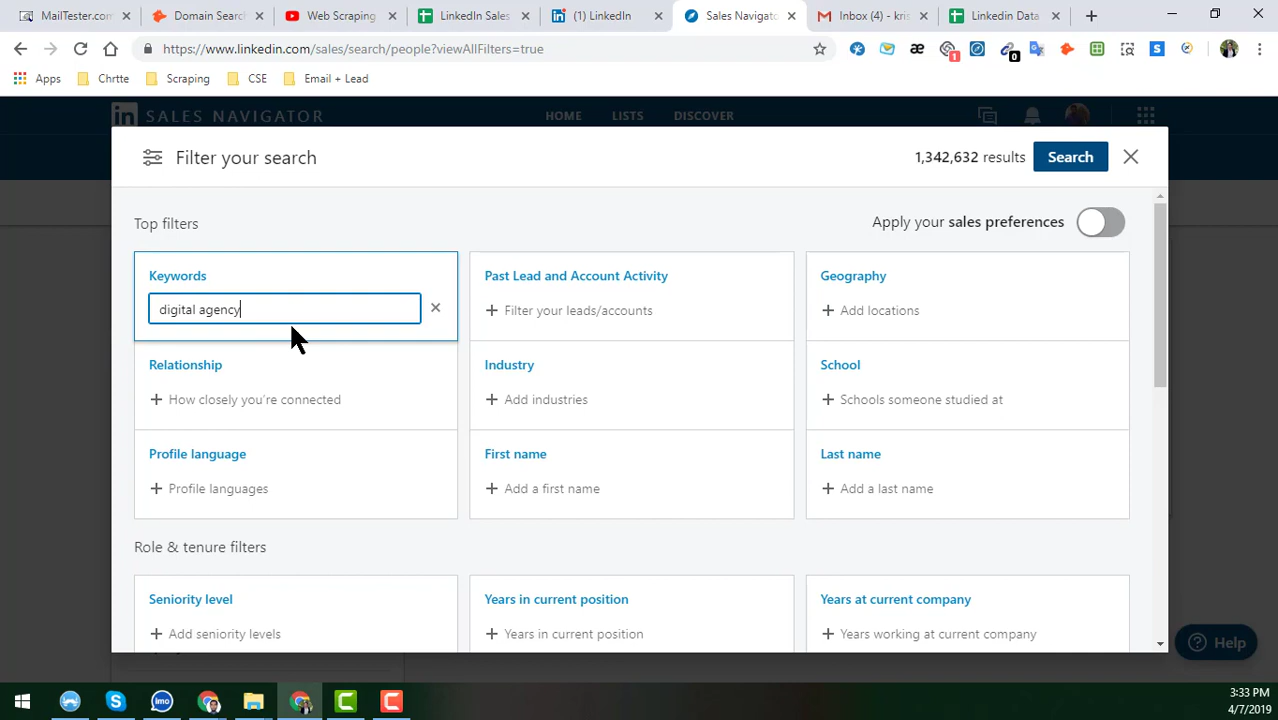 MailTester.com
Domain Searc
Web Scraping
LinkedIn Sales
(1) LinkedIn
Sales Navigato
Inbox (4) - kris
Linkedin Data
https://www.linkedin.com/sales/search/people?viewAllFilters=true
1
0
Apps
Chrtte
Scraping
CSE
Email + Lead
in SALES NAVIGATOR
HOME
LISTS
DISCOVER
Filter your search
1,342,632 results
Search
Top filters
Apply your sales preferences
Keywords
digital agency
Past Lead and Account Activity
Filter your leads/accounts
Geography
Add locations
Relationship
How closely you're connected
Industry
Add industries
School
Schools someone studied at
Profile language
Profile languages
First name
Add a first name
Last name
Add a last name
Role & tenure filters
Seniority level
Add seniority levels
Years in current position
Years in current position
Years at current company
Years working at current company
Help
3:33 PM
4/7/2019